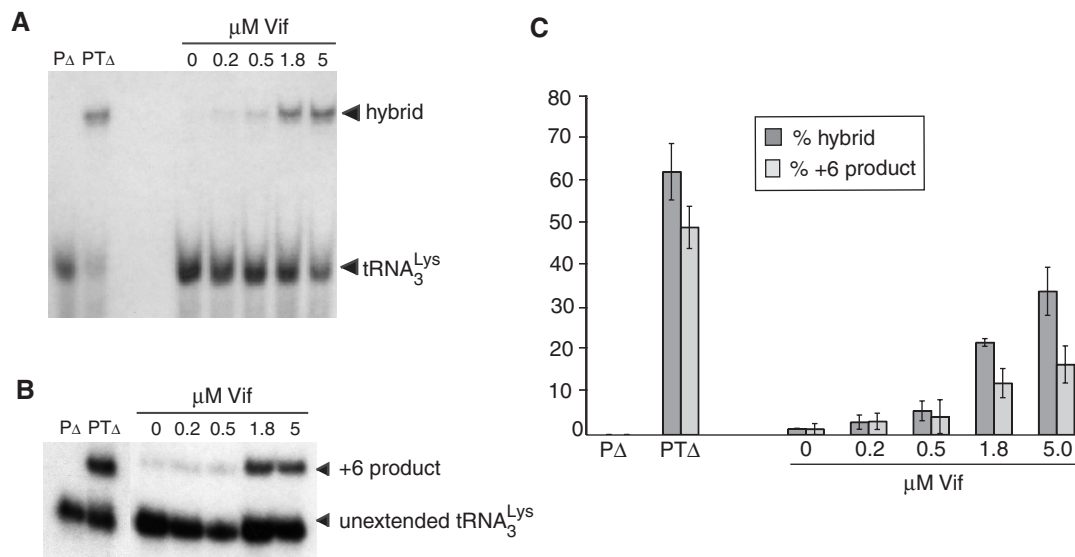 A
μM Vif
PΔ PTΔ 0 0.2 0.5 1.8 5
hybrid
tRNA₃ᴸʸˢ
B
μM Vif
PΔ PTΔ 0 0.2 0.5 1.8 5
+6 product
unextended tRNA₃ᴸʸˢ
C
80
70
60
50
40
30
20
10
0
% hybrid
% +6 product
PΔ PTΔ 0 0.2 0.5 1.8 5.0
μM Vif